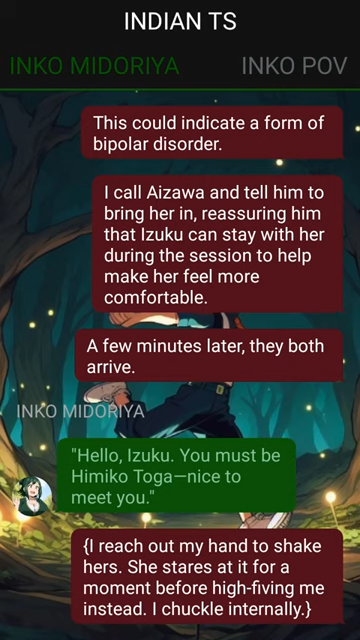 INDIAN TS
INKO MIDORIYA INKO POV
This could indicate a form of
bipolar disorder.
I call Aizawa and tell him to
bring her in, reassuring him
that Izuku can stay with her
during the session to help
make her feel more
comfortable.
A few minutes later, they both
arrive.
INKO MIDORIYA
"Hello, Izuku. You must be
Himiko Toga—nice to
meet you."
{I reach out my hand to shake
hers. She stares at it for a
moment before high-fiving me
instead. I chuckle internally.}